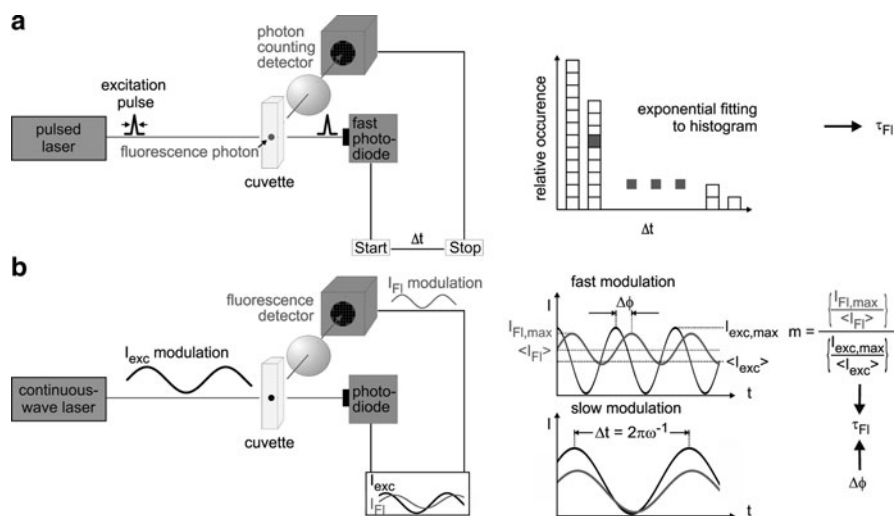 a
photon
counting
detector
excitation
pulse
pulsed
laser
fluorescence photon
cuvette
fast
photo-
diode
Start
Δt
Stop
relative occurence
exponential fitting
to histogram
τFl
Δt
b
IFl modulation
fluorescence
detector
Iexc modulation
continuous-
wave laser
cuvette
photo-
diode
Iexc
IFl
fast modulation
I
Δϕ
IFl,max
<IFl>
Iexc,max
<Iexc>
t
slow modulation
I
Δt = 2πω⁻¹
t
m =
{IFl,max / <IFl>}
{Iexc,max / <Iexc>}
τFl
Δϕ